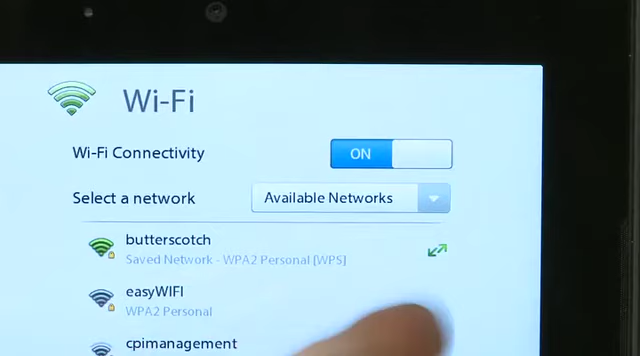 Wi-Fi
Wi-Fi Connectivity ON
Select a network Available Networks
butterscotch
Saved Network - WPA2 Personal [WPS]
easyWIFI
WPA2 Personal
cpimanagement